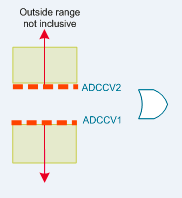 Outside range
not inclusive
ADCCV2
ADCCV1